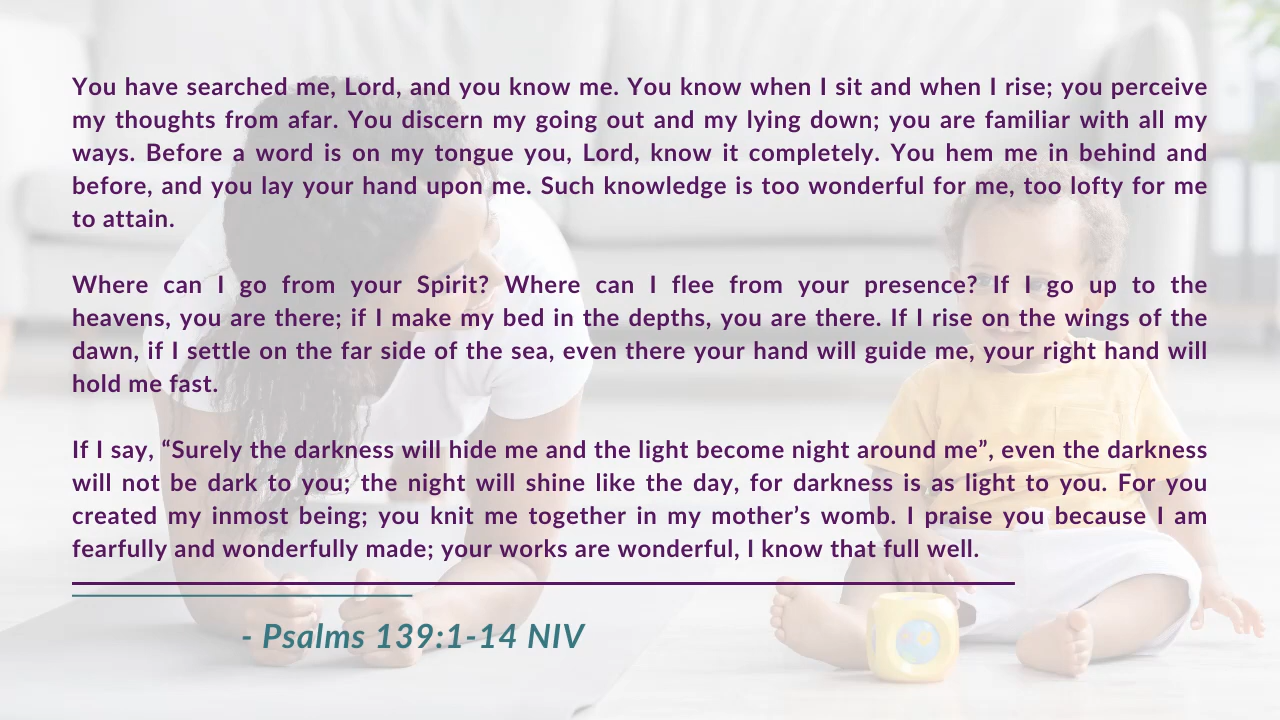 You have searched me, Lord, and you know me. You know when I sit and when I rise; you perceive
my thoughts from afar. You discern my going out and my lying down; you are familiar with all my
ways. Before a word is on my tongue you, Lord, know it completely. You hem me in behind and
before, and you lay your hand upon me. Such knowledge is too wonderful for me, too lofty for me
to attain.
Where can I go from your Spirit? Where can I flee from your presence? If I go up to the
heavens, you are there; if I make my bed in the depths, you are there. If I rise on the wings of the
dawn, if I settle on the far side of the sea, even there your hand will guide me, your right hand will
hold me fast.
If I say, “Surely the darkness will hide me and the light become night around me”, even the darkness
will not be dark to you; the night will shine like the day, for darkness is as light to you. For you
created my inmost being; you knit me together in my mother’s womb. I praise you because I am
fearfully and wonderfully made; your works are wonderful, I know that full well.
- Psalms 139:1-14 NIV